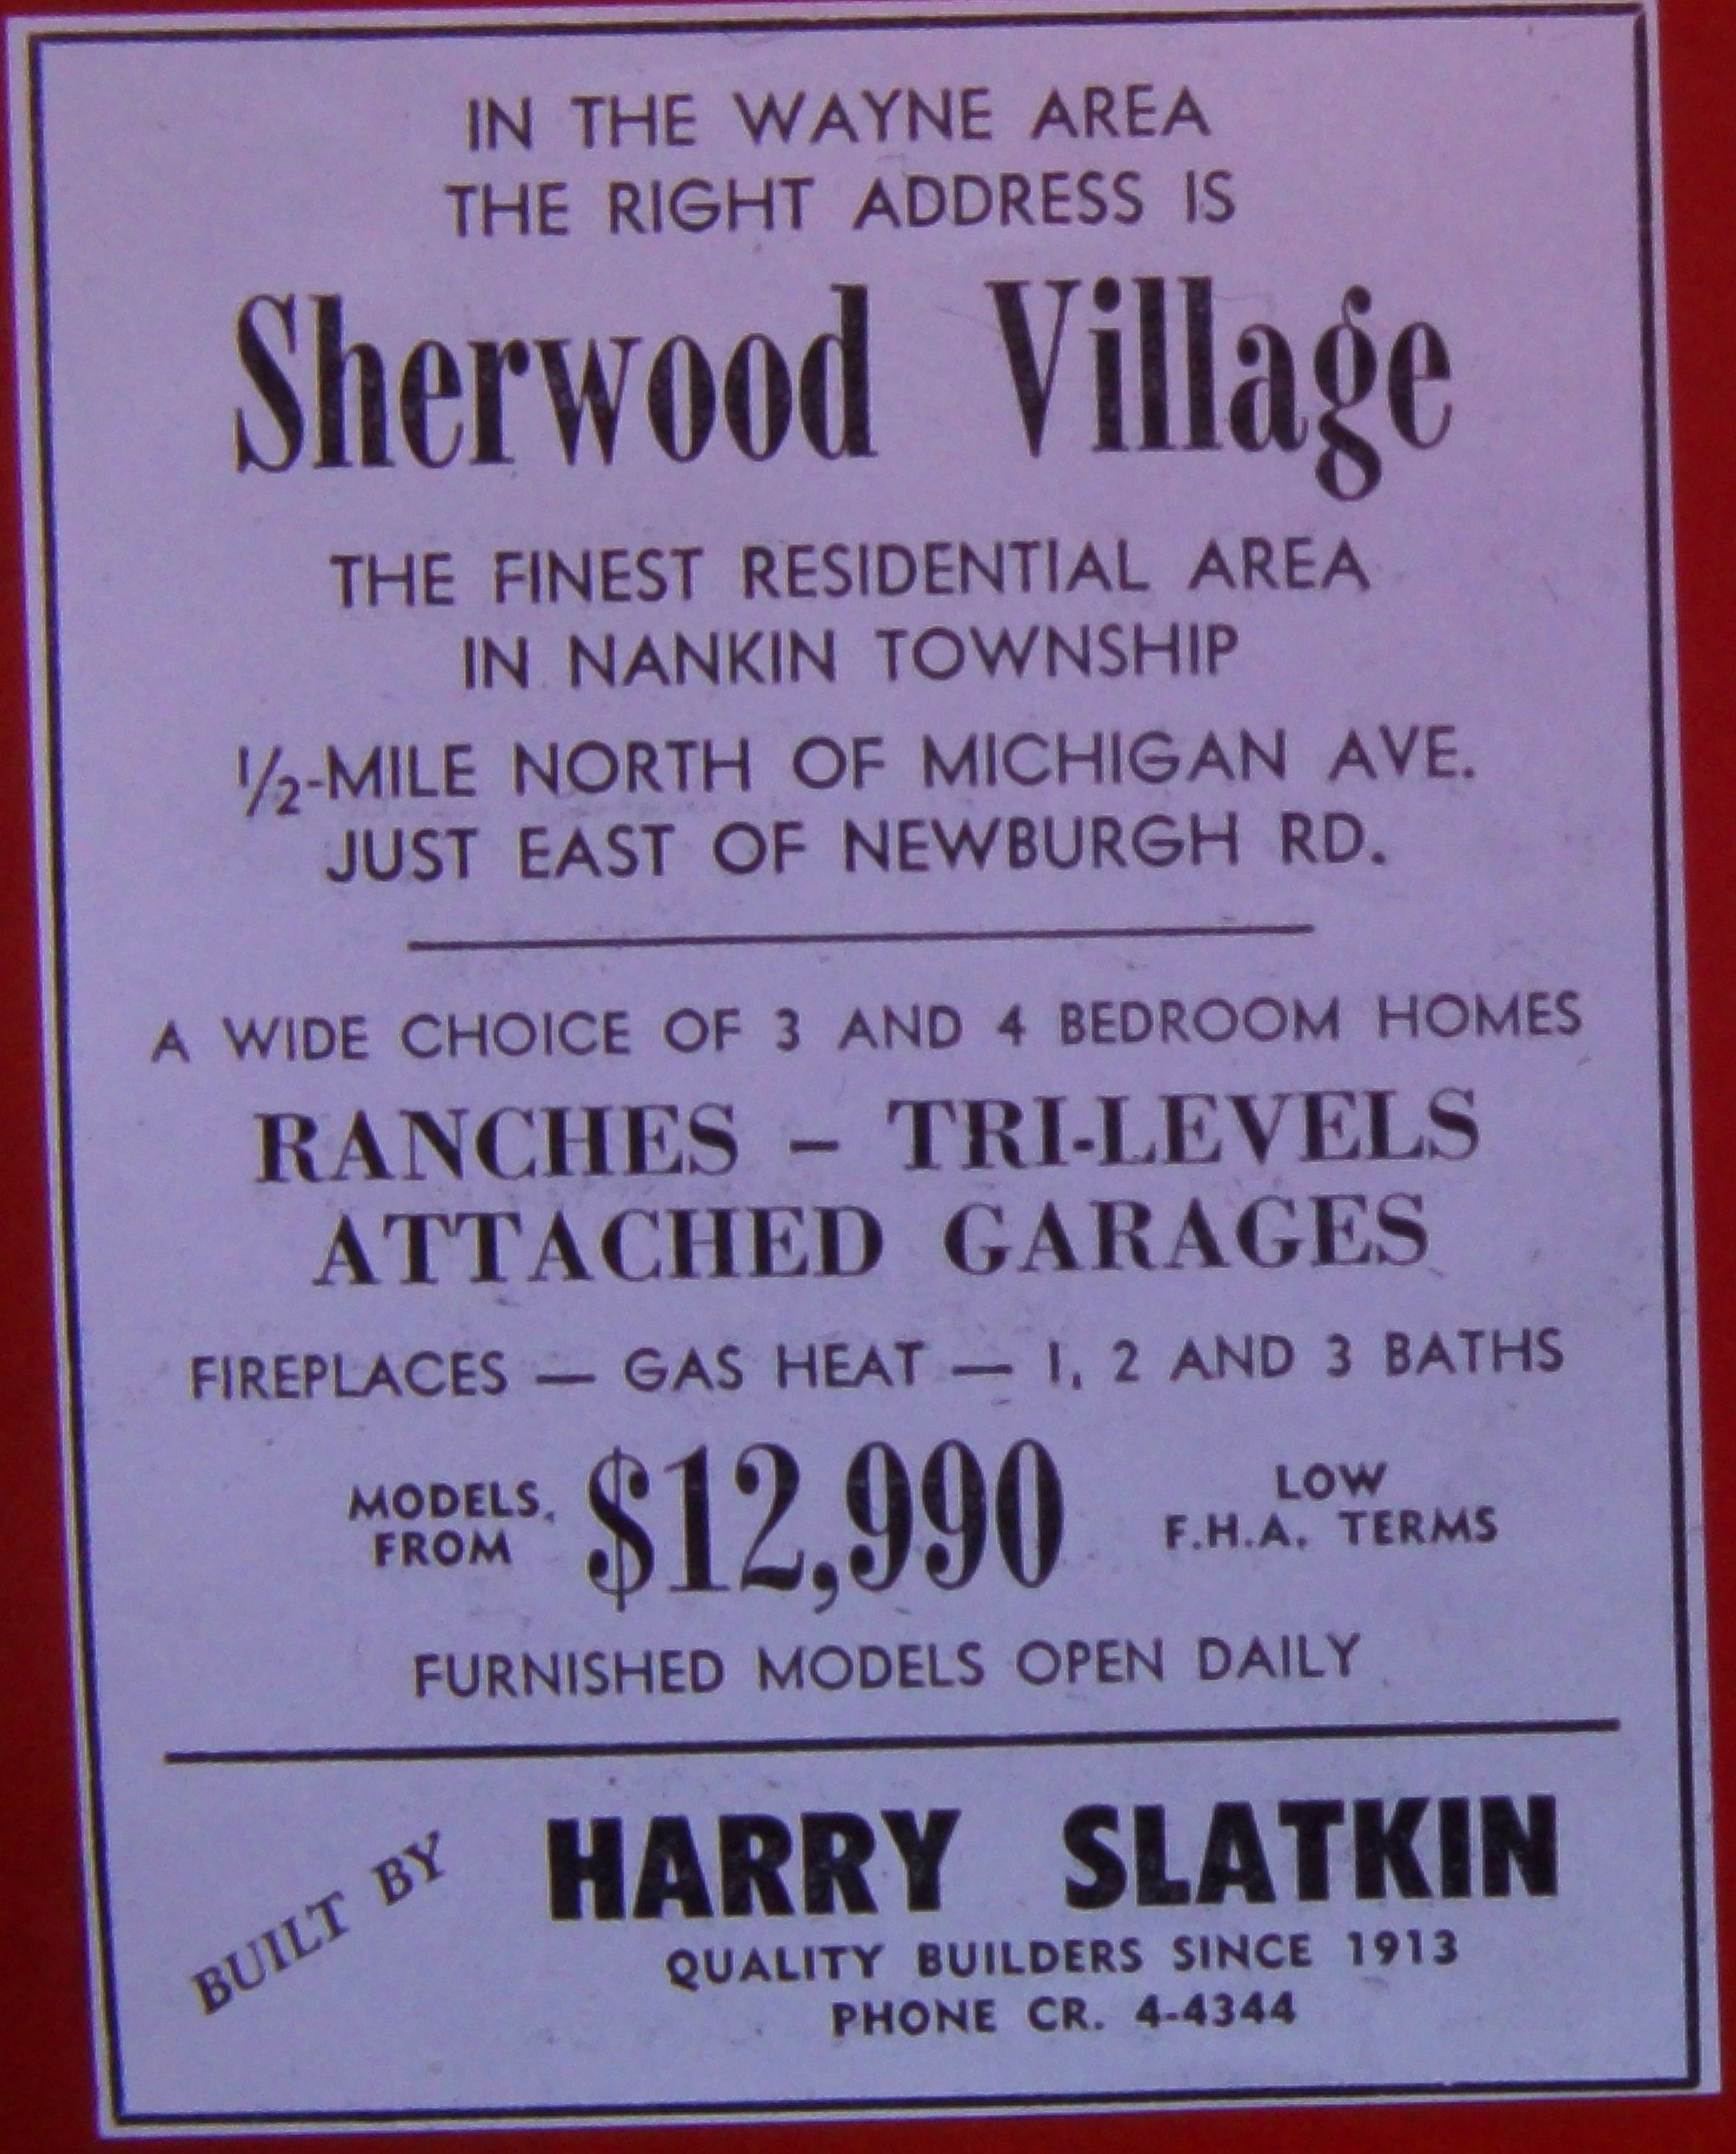 IN THE WAYNE AREA
THE RIGHT ADDRESS IS
Sherwood Village
THE FINEST RESIDENTIAL AREA
IN NANKIN TOWNSHIP
½-MILE NORTH OF MICHIGAN AVE.
JUST EAST OF NEWBURGH RD.
A WIDE CHOICE OF 3 AND 4 BEDROOM HOMES
RANCHES – TRI-LEVELS
ATTACHED GARAGES
FIREPLACES — GAS HEAT — 1, 2 AND 3 BATHS
MODELS
FROM
$12,990
LOW
F.H.A. TERMS
FURNISHED MODELS OPEN DAILY
BUILT BY
HARRY SLATKIN
QUALITY BUILDERS SINCE 1913
PHONE CR. 4-4344